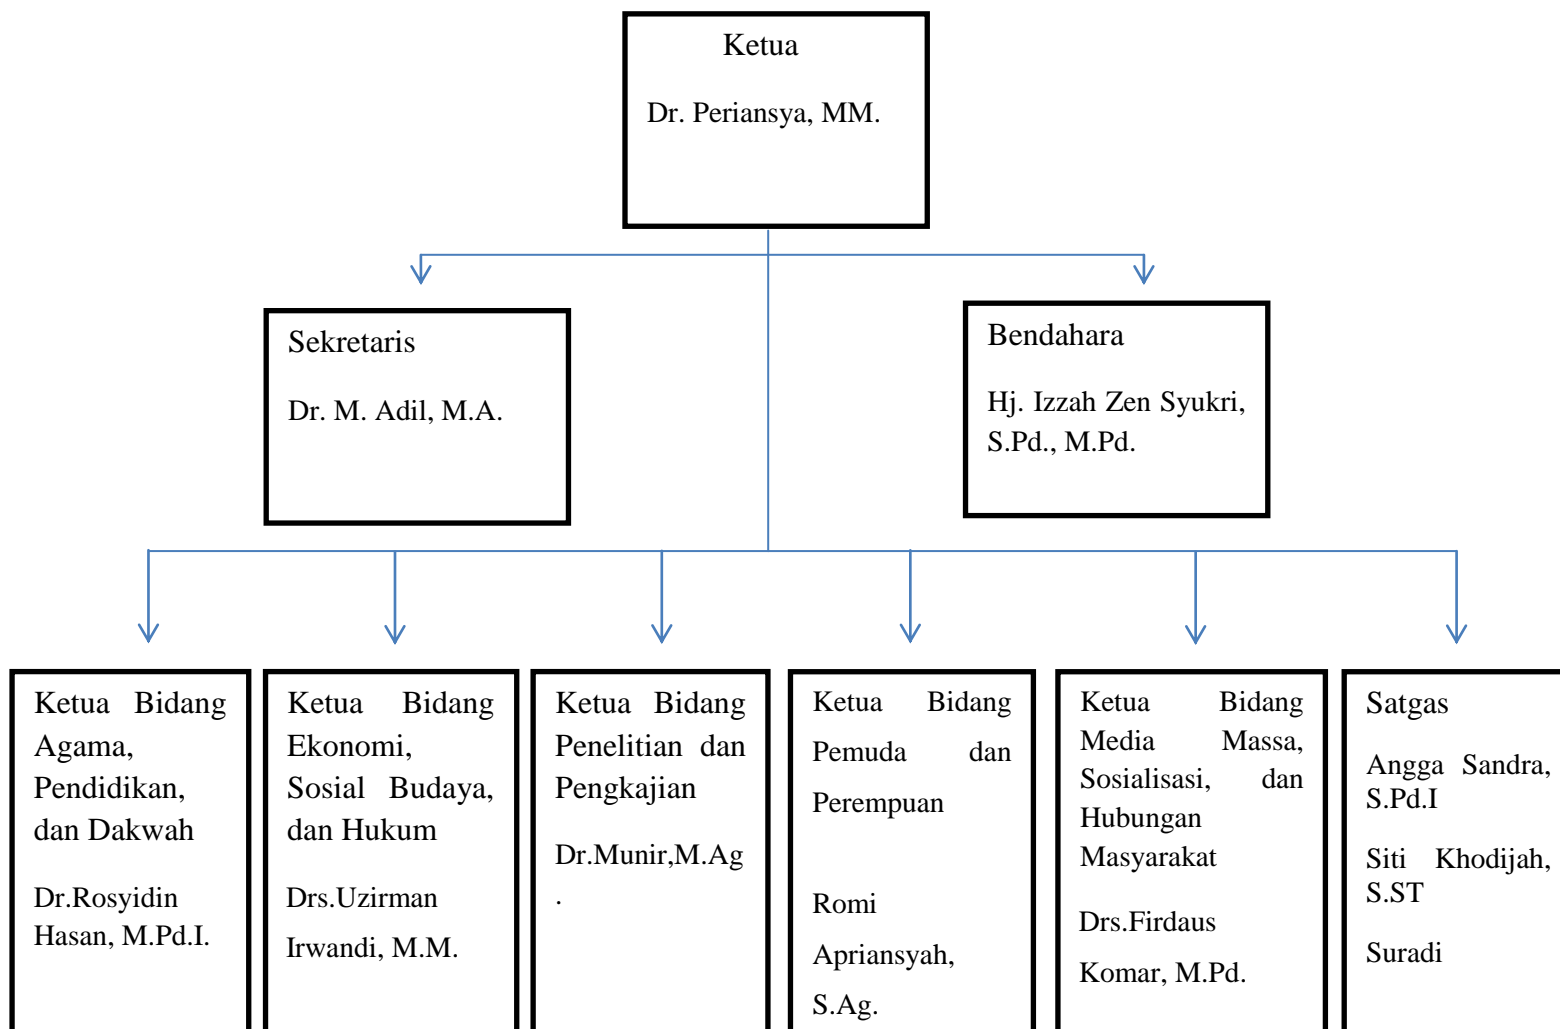 Ketua
Dr. Periansya, MM.
Sekretaris
Dr. M. Adil, M.A.
Bendahara
Hj. Izzah Zen Syukri,
S.Pd., M.Pd.
Ketua Bidang
Agama,
Pendidikan,
dan Dakwah
Dr.Rosyidin
Hasan, M.Pd.I.
Ketua Bidang
Ekonomi,
Sosial Budaya,
dan Hukum
Drs.Uzirman
Irwandi, M.M.
Ketua Bidang
Penelitian dan
Pengkajian
Dr.Munir,M.Ag
.
Ketua Bidang
Pemuda dan
Perempuan
Romi
Apriansyah,
S.Ag.
Ketua Bidang
Media Massa,
Sosialisasi, dan
Hubungan
Masyarakat
Drs.Firdaus
Komar, M.Pd.
Satgas
Angga Sandra,
S.Pd.I
Siti Khodijah,
S.ST
Suradi